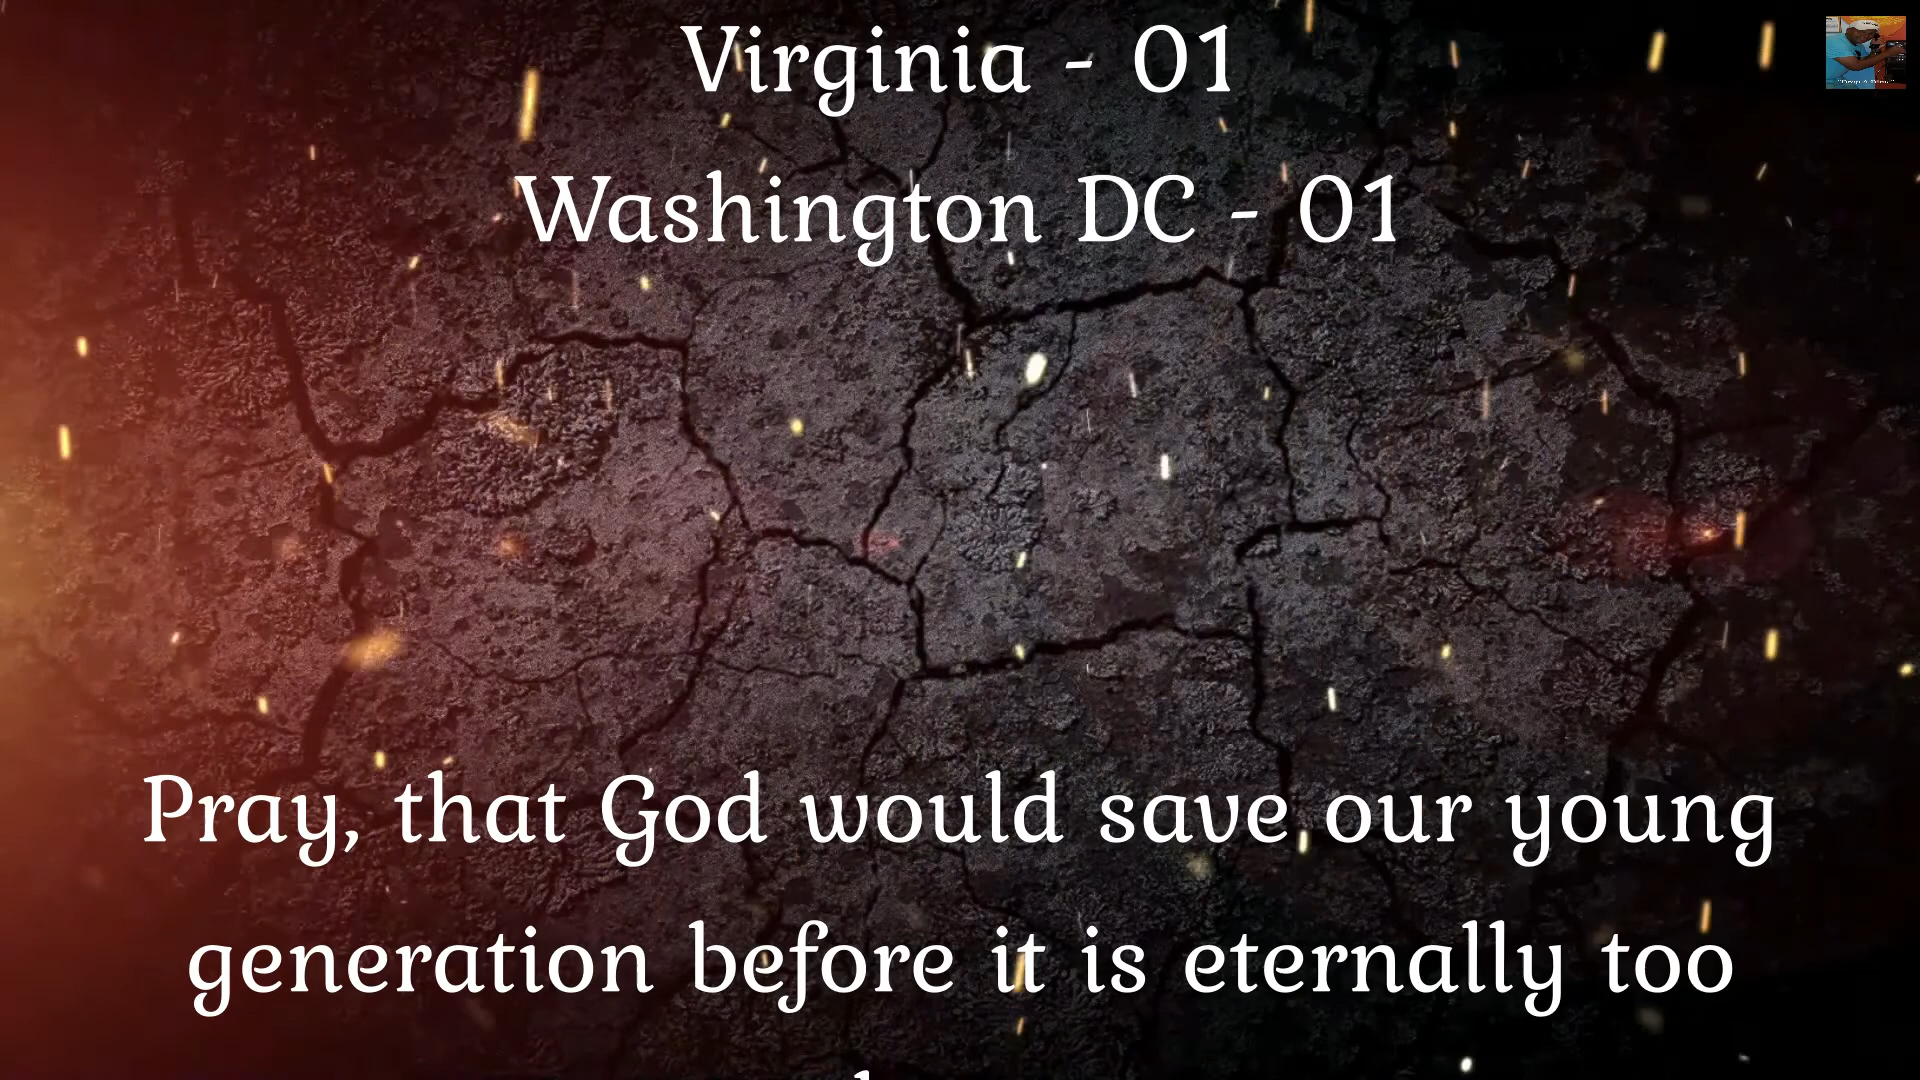 Virginia - 01
Washington DC - 01
Pray, that God would save our young
generation before it is eternally too